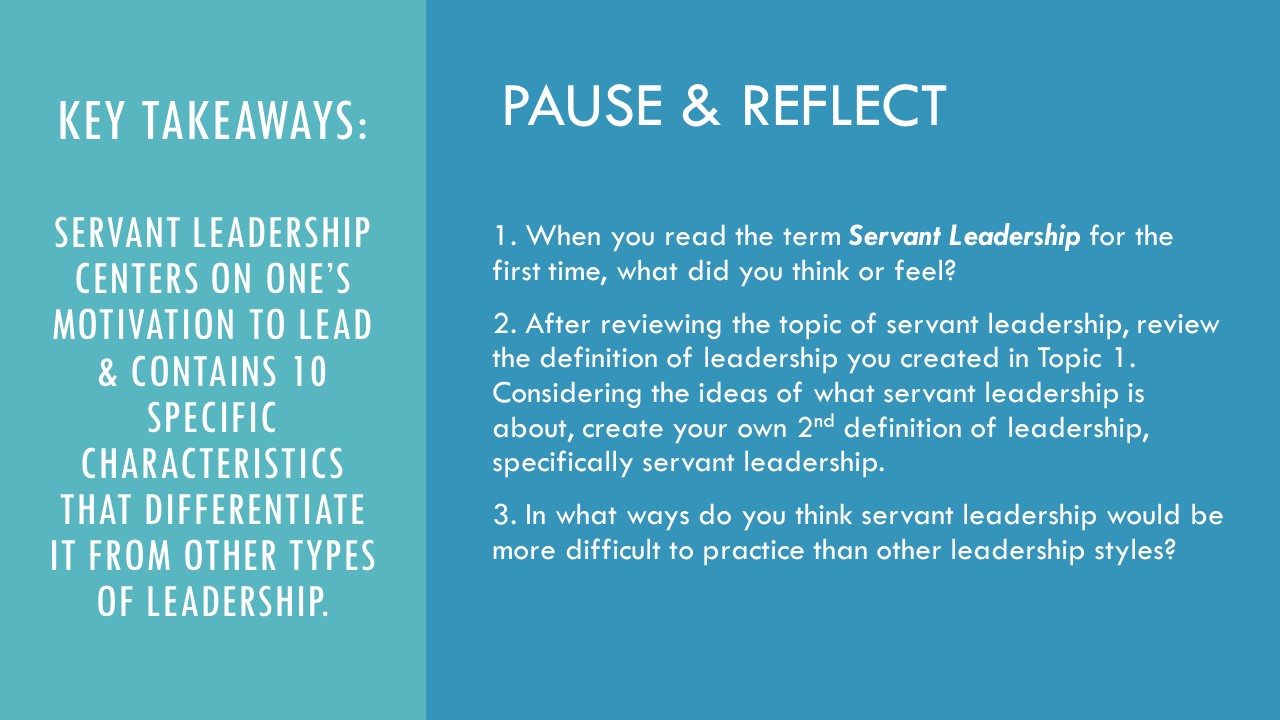 KEY TAKEAWAYS:
SERVANT LEADERSHIP
CENTERS ON ONE’S
MOTIVATION TO LEAD
& CONTAINS 10
SPECIFIC
CHARACTERISTICS
THAT DIFFERENTIATE
IT FROM OTHER TYPES
OF LEADERSHIP.
PAUSE & REFLECT
1. When you read the term Servant Leadership for the
first time, what did you think or feel?
2. After reviewing the topic of servant leadership, review
the definition of leadership you created in Topic 1.
Considering the ideas of what servant leadership is
about, create your own 2nd definition of leadership,
specifically servant leadership.
3. In what ways do you think servant leadership would be
more difficult to practice than other leadership styles?